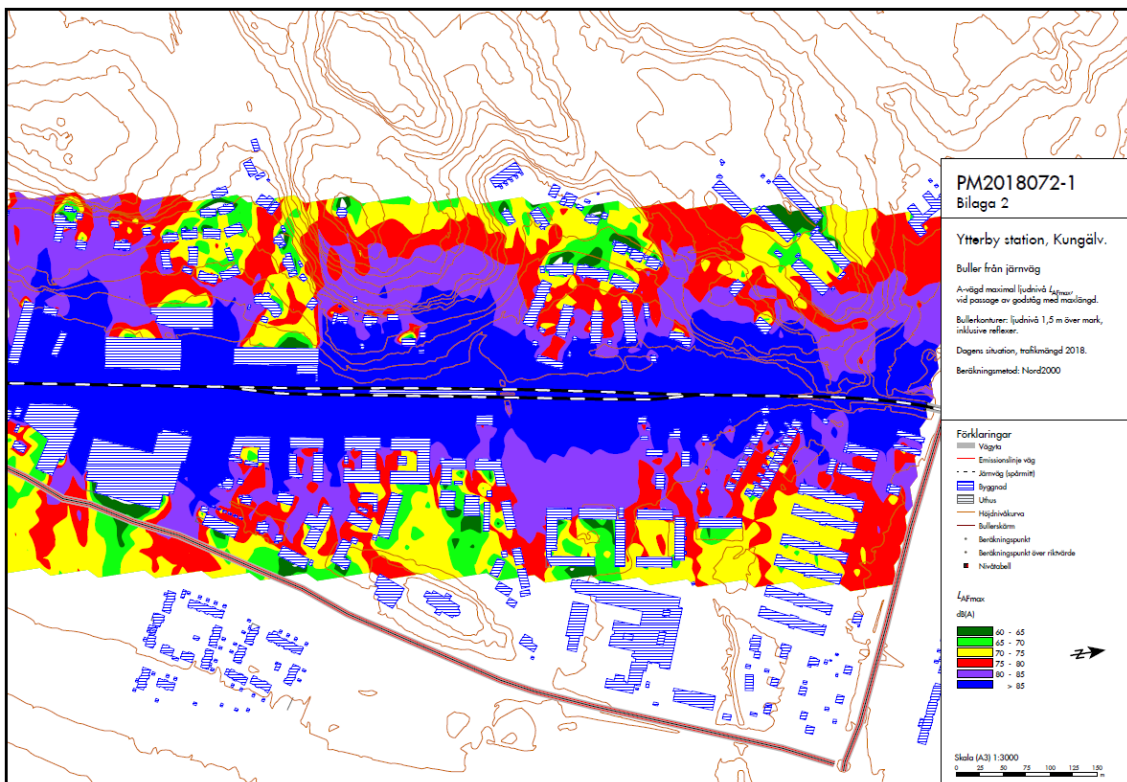 PM2018072-1
Bilaga 2
Ytterby station, Kungälv.
Buller från järnväg
A-vägd maximal ljudnivå LAFmax,
vid passage av godståg med maxlängd.
Bullerkonturer: ljudnivå 1,5 m över mark,
inklusive reflexer.
Dagens situation, trafikmängd 2018.
Beräkningsmetod: Nord2000
Förklaringar
Vägyta
Emissionslinje väg
Järnväg (spårmitt)
Byggnad
Uthus
Höjdnivåkurva
Bullerskärm
Beräkningspunkt
Beräkningspunkt över riktvärde
Nivåtabell
LAFmax
dB(A)
60 - 65
65 - 70
70 - 75
75 - 80
80 - 85
> 85
N
Skala (A3) 1:3000
0 25 50 75 100 125 150
m